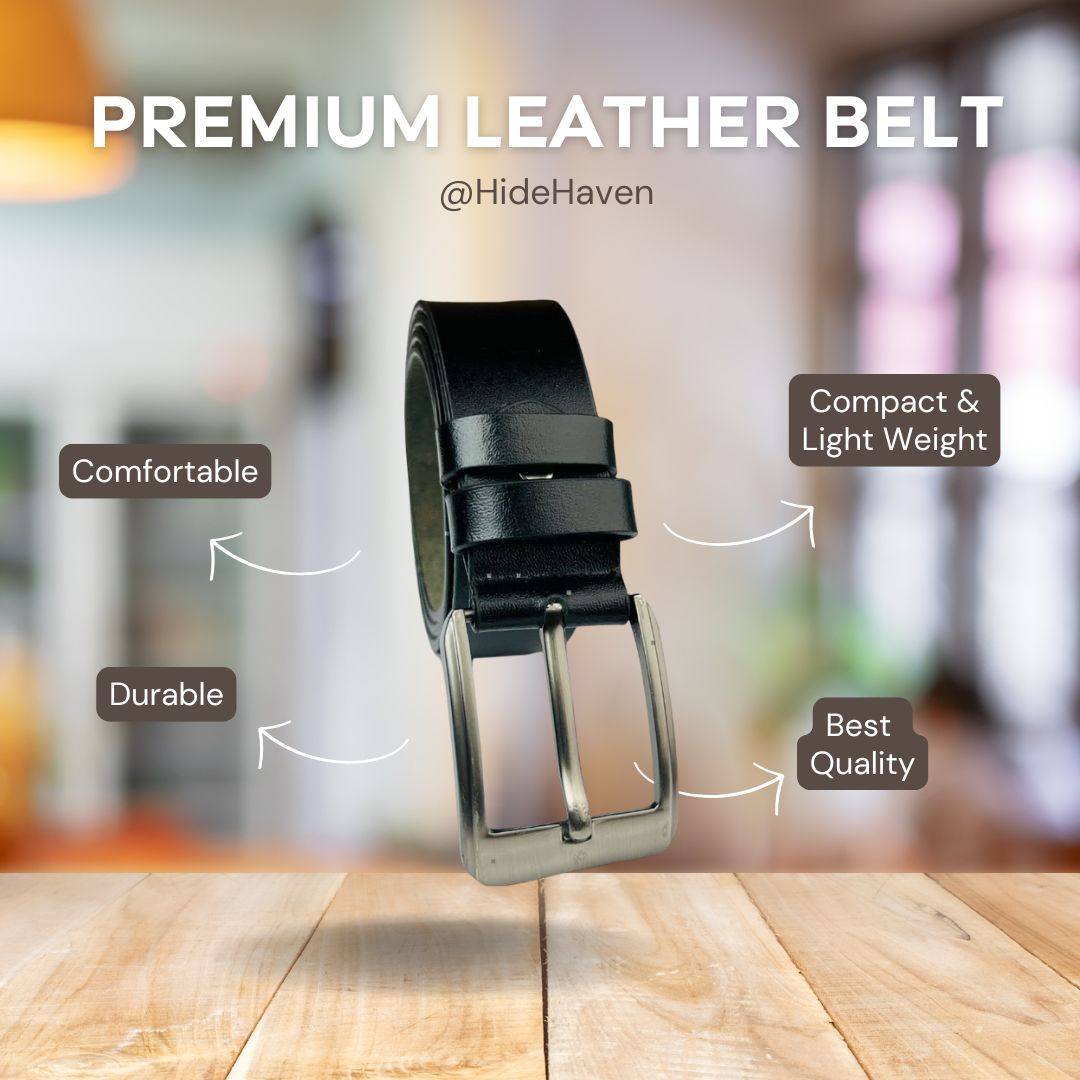 PREMIUM LEATHER BELT
@HideHaven
Comfortable
Compact &
Light Weight
Durable
Best
Quality